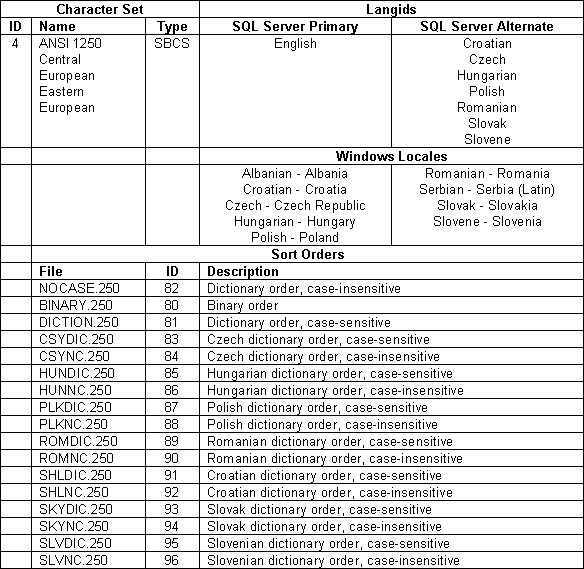 Character Set Langids
ID Name Type SQL Server Primary SQL Server Alternate
4 ANSI 1250 SBCS English Croatian
Central Czech
European Hungarian
Eastern Polish
European Romanian
Slovak
Slovene
Windows Locales
Albanian - Albania Romanian - Romania
Croatian - Croatia Serbian - Serbia (Latin)
Czech - Czech Republic Slovak - Slovakia
Hungarian - Hungary Slovene - Slovenia
Polish - Poland
Sort Orders
File ID Description
NOCASE.250 82 Dictionary order, case-insensitive
BINARY.250 80 Binary order
DICTION.250 81 Dictionary order, case-sensitive
CSYDIC.250 83 Czech dictionary order, case-sensitive
CSYNC.250 84 Czech dictionary order, case-insensitive
HUNDIC.250 85 Hungarian dictionary order, case-sensitive
HUNNC.250 86 Hungarian dictionary order, case-insensitive
PLKDIC.250 87 Polish dictionary order, case-sensitive
PLKNC.250 88 Polish dictionary order, case-insensitive
ROMDIC.250 89 Romanian dictionary order, case-sensitive
ROMNC.250 90 Romanian dictionary order, case-insensitive
SHLDIC.250 91 Croatian dictionary order, case-sensitive
SHLNC.250 92 Croatian dictionary order, case-insensitive
SKYDIC.250 93 Slovak dictionary order, case-sensitive
SKYNC.250 94 Slovak dictionary order, case-insensitive
SLVDIC.250 95 Slovenian dictionary order, case-sensitive
SLVNC.250 96 Slovenian dictionary order, case-insensitive